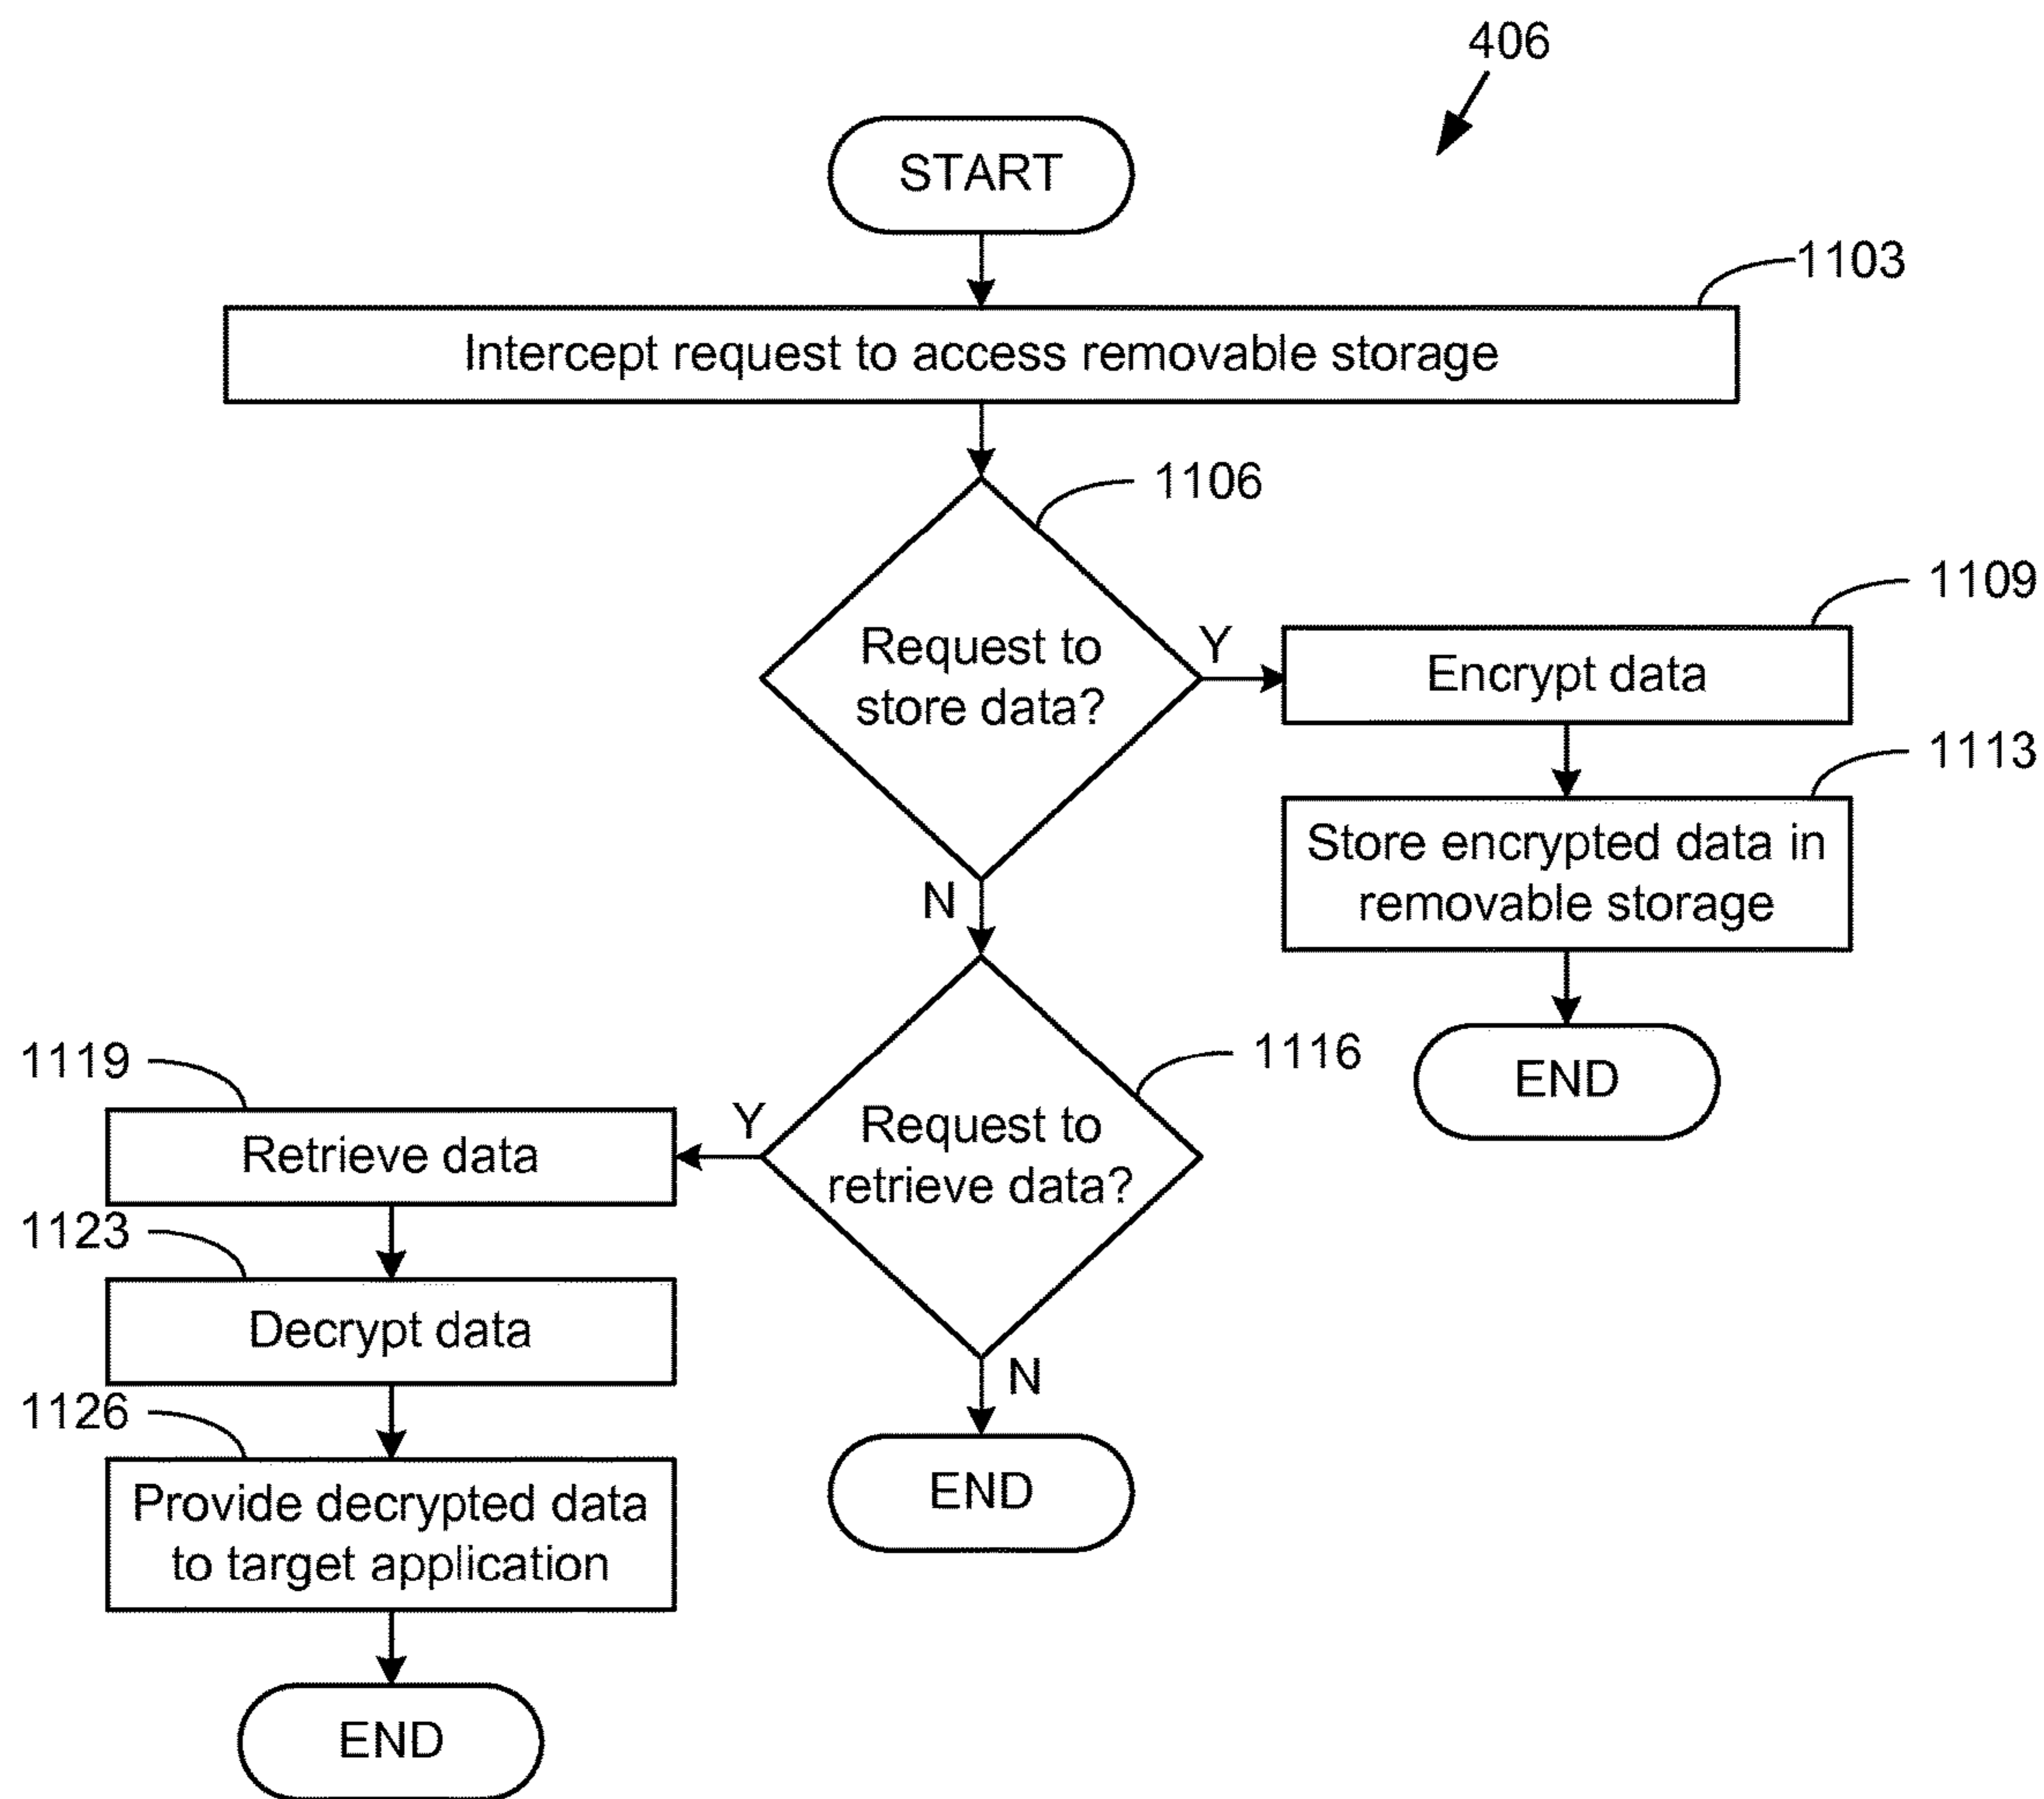 406
START
1103
Intercept request to access removable storage
1106
Request to
store data?
Y
1109
Encrypt data
1113
Store encrypted data in
removable storage
END
N
1116
Request to
retrieve data?
Y
1119
Retrieve data
1123
Decrypt data
1126
Provide decrypted data
to target application
END
N
END